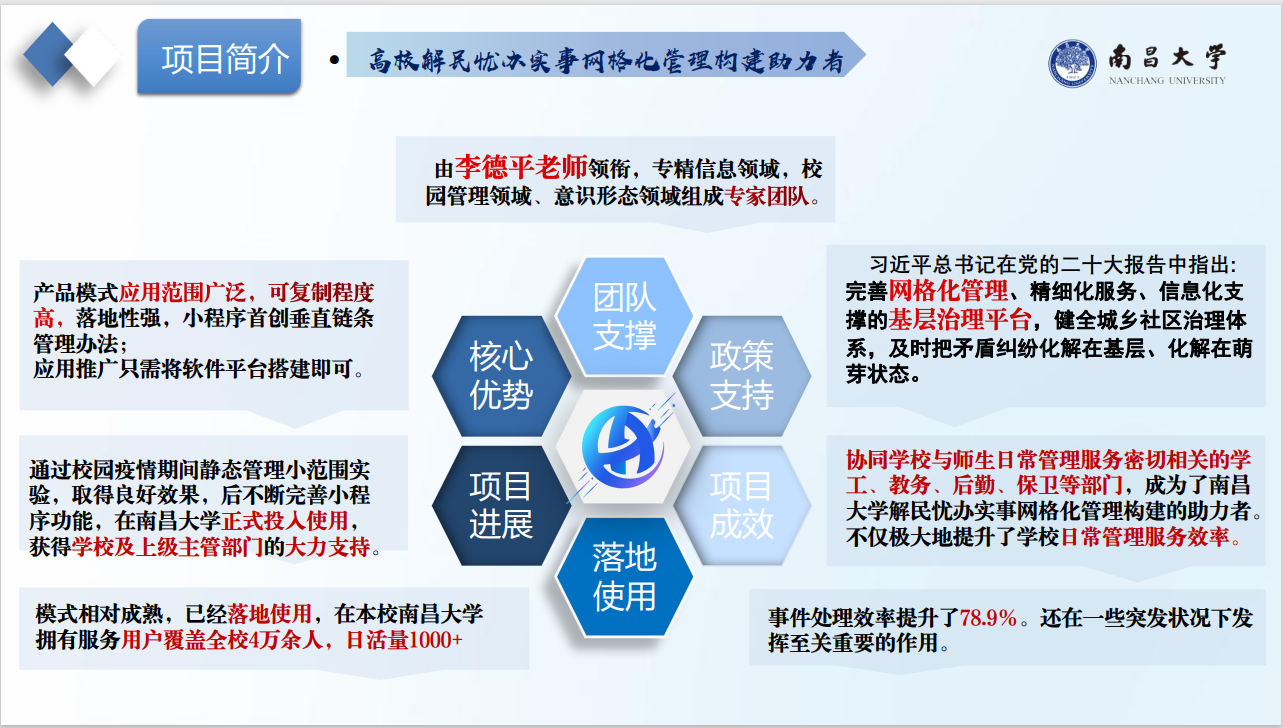 项目简介
• 高校解民忧办实事网格化管理构建助力者
南昌大学
NANCHANG UNIVERSITY
由李德平老师领衔，专精信息领域，校
园管理领域、意识形态领域组成专家团队。
产品模式应用范围广泛，可复制程度
高，落地性强，小程序首创垂直链条
管理办法；
应用推广只需将软件平台搭建即可。
通过校园疫情期间静态管理小范围实
验，取得良好效果，后不断完善小程
序功能，在南昌大学正式投入使用，
获得学校及上级主管部门的大力支持。
模式相对成熟，已经落地使用，在本校南昌大学
拥有服务用户覆盖全校4万余人，日活量1000+
团队
支撑
核心
优势
政策
支持
项目
进展
项目
成效
落地
使用
习近平总书记在党的二十大报告中指出:
完善网格化管理、精细化服务、信息化支
撑的基层治理平台，健全城乡社区治理体
系，及时把矛盾纠纷化解在基层、化解在萌
芽状态。
协同学校与师生日常管理服务密切相关的学
工、教务、后勤、保卫等部门，成为了南昌
大学解民忧办实事网格化管理构建的助力者。
不仅极大地提升了学校日常管理服务效率。
事件处理效率提升了78.9%。还在一些突发状况下发
挥至关重要的作用。